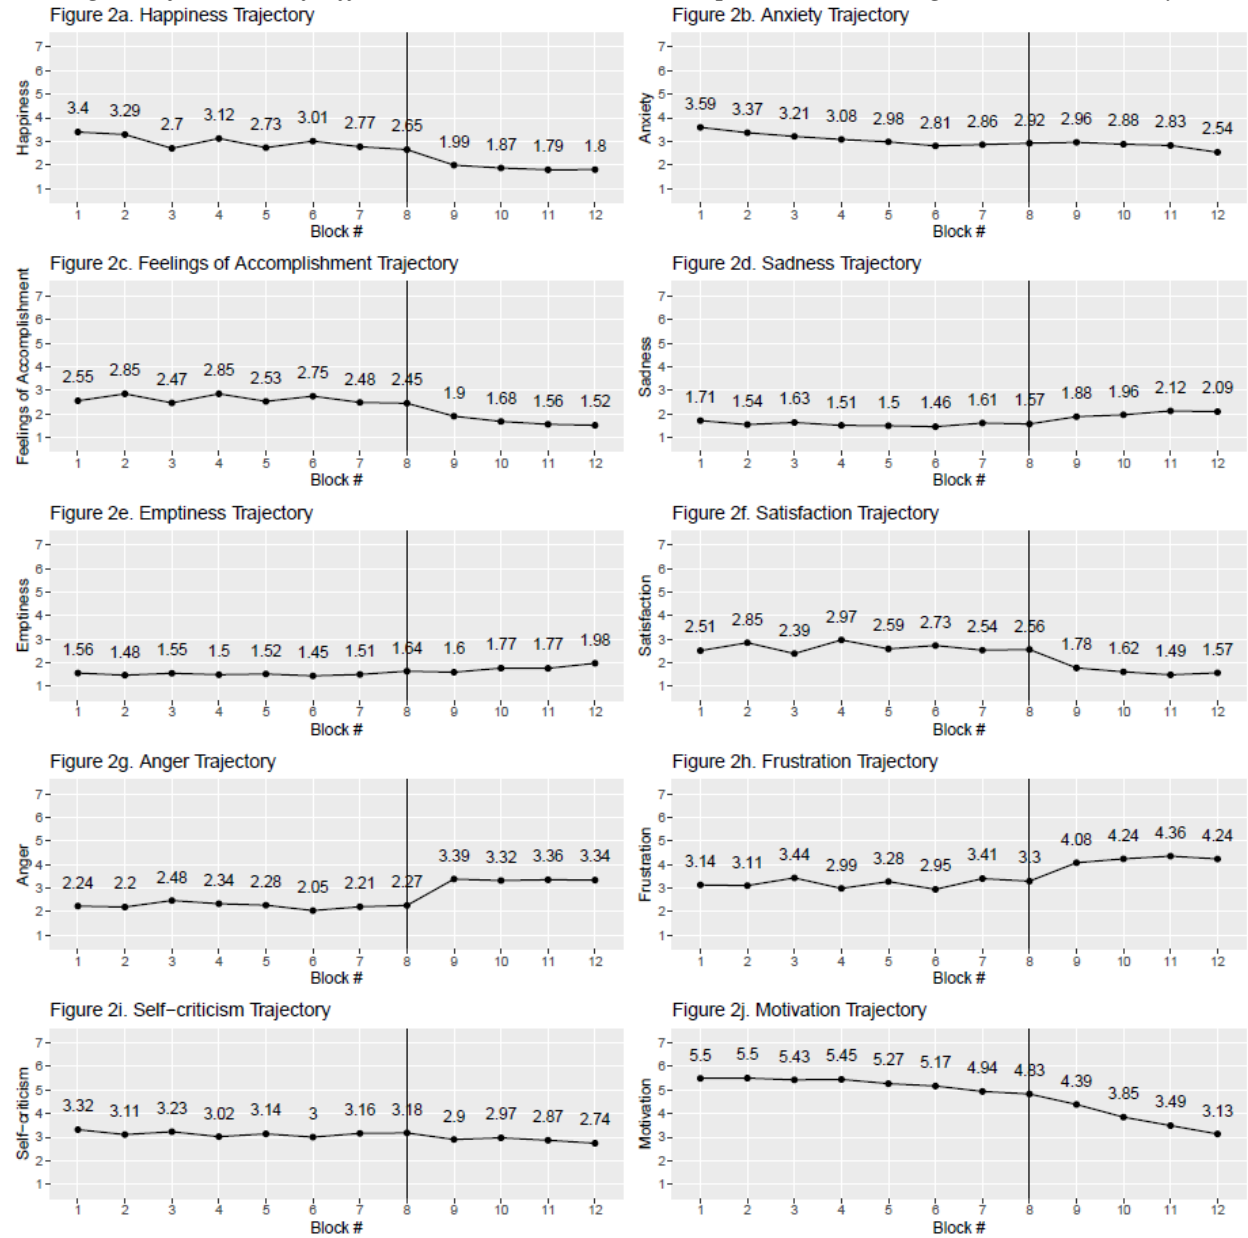 Figure 2a. Happiness Trajectory
Happiness
7
6
5
4
3
2
1
3.4 3.29 2.7 3.12 2.73 3.01 2.77 2.65 1.99 1.87 1.79 1.8
1 2 3 4 5 6 7 8 9 10 11 12
Block #
Figure 2b. Anxiety Trajectory
Anxiety
7
6
5
4
3
2
1
3.59 3.37 3.21 3.08 2.98 2.81 2.86 2.92 2.96 2.88 2.83 2.54
1 2 3 4 5 6 7 8 9 10 11 12
Block #
Figure 2c. Feelings of Accomplishment Trajectory
Feelings of Accomplishment
7
6
5
4
3
2
1
2.55 2.85 2.47 2.85 2.53 2.75 2.48 2.45 1.9 1.68 1.56 1.52
1 2 3 4 5 6 7 8 9 10 11 12
Block #
Figure 2d. Sadness Trajectory
Sadness
7
6
5
4
3
2
1
1.71 1.54 1.63 1.51 1.5 1.46 1.61 1.57 1.88 1.96 2.12 2.09
1 2 3 4 5 6 7 8 9 10 11 12
Block #
Figure 2e. Emptiness Trajectory
Emptiness
7
6
5
4
3
2
1
1.56 1.48 1.55 1.5 1.52 1.45 1.51 1.64 1.6 1.77 1.77 1.98
1 2 3 4 5 6 7 8 9 10 11 12
Block #
Figure 2f. Satisfaction Trajectory
Satisfaction
7
6
5
4
3
2
1
2.51 2.85 2.39 2.97 2.59 2.73 2.54 2.56 1.78 1.62 1.49 1.57
1 2 3 4 5 6 7 8 9 10 11 12
Block #
Figure 2g. Anger Trajectory
Anger
7
6
5
4
3
2
1
2.24 2.2 2.48 2.34 2.28 2.05 2.21 2.27 3.39 3.32 3.36 3.34
1 2 3 4 5 6 7 8 9 10 11 12
Block #
Figure 2h. Frustration Trajectory
Frustration
7
6
5
4
3
2
1
3.14 3.11 3.44 2.99 3.28 2.95 3.41 3.3 4.08 4.24 4.36 4.24
1 2 3 4 5 6 7 8 9 10 11 12
Block #
Figure 2i. Self−criticism Trajectory
Self−criticism
7
6
5
4
3
2
1
3.32 3.11 3.23 3.02 3.14 3 3.16 3.18 2.9 2.97 2.87 2.74
1 2 3 4 5 6 7 8 9 10 11 12
Block #
Figure 2j. Motivation Trajectory
Motivation
7
6
5
4
3
2
1
5.5 5.5 5.43 5.45 5.27 5.17 4.94 4.83 4.39 3.85 3.49 3.13
1 2 3 4 5 6 7 8 9 10 11 12
Block #